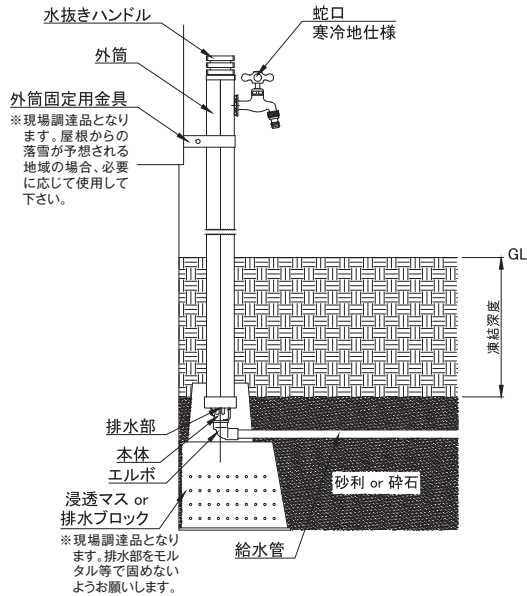 水抜きハンドル
蛇口
寒冷地仕様
外筒
外筒固定用金具
※現場調達品となり
ます。屋根からの
落雪が予想される
地域の場合、必要
に応じて使用して
下さい。
GL
凍結深度
排水部
本体
エルボ
浸透マス or
排水ブロック
※現場調達品となり
ます。排水部をモル
タル等で固めない
ようお願いします。
砂利 or 砕石
給水管